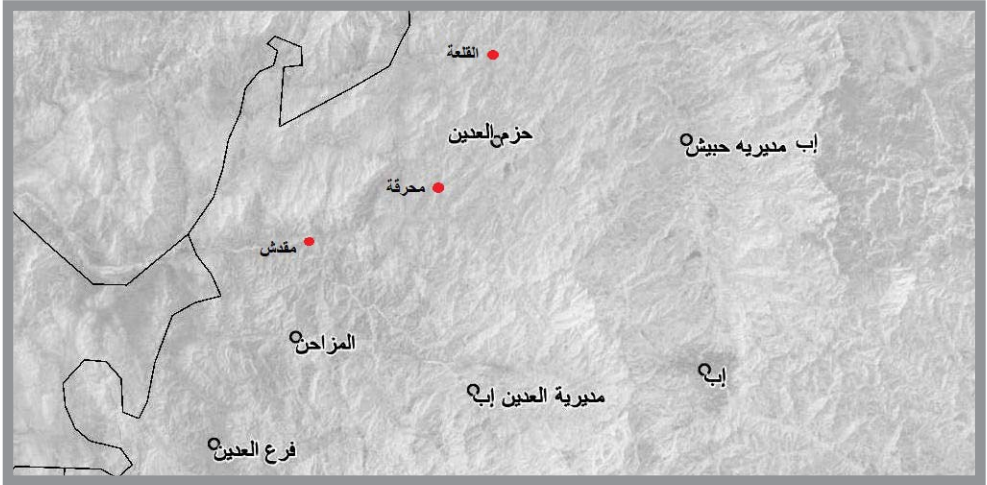 القلعة
حزم العدين
إب مديريه حبيش
محرقة
مقدش
المزاحن
إب
مديرية العدين إب
فرع العدين